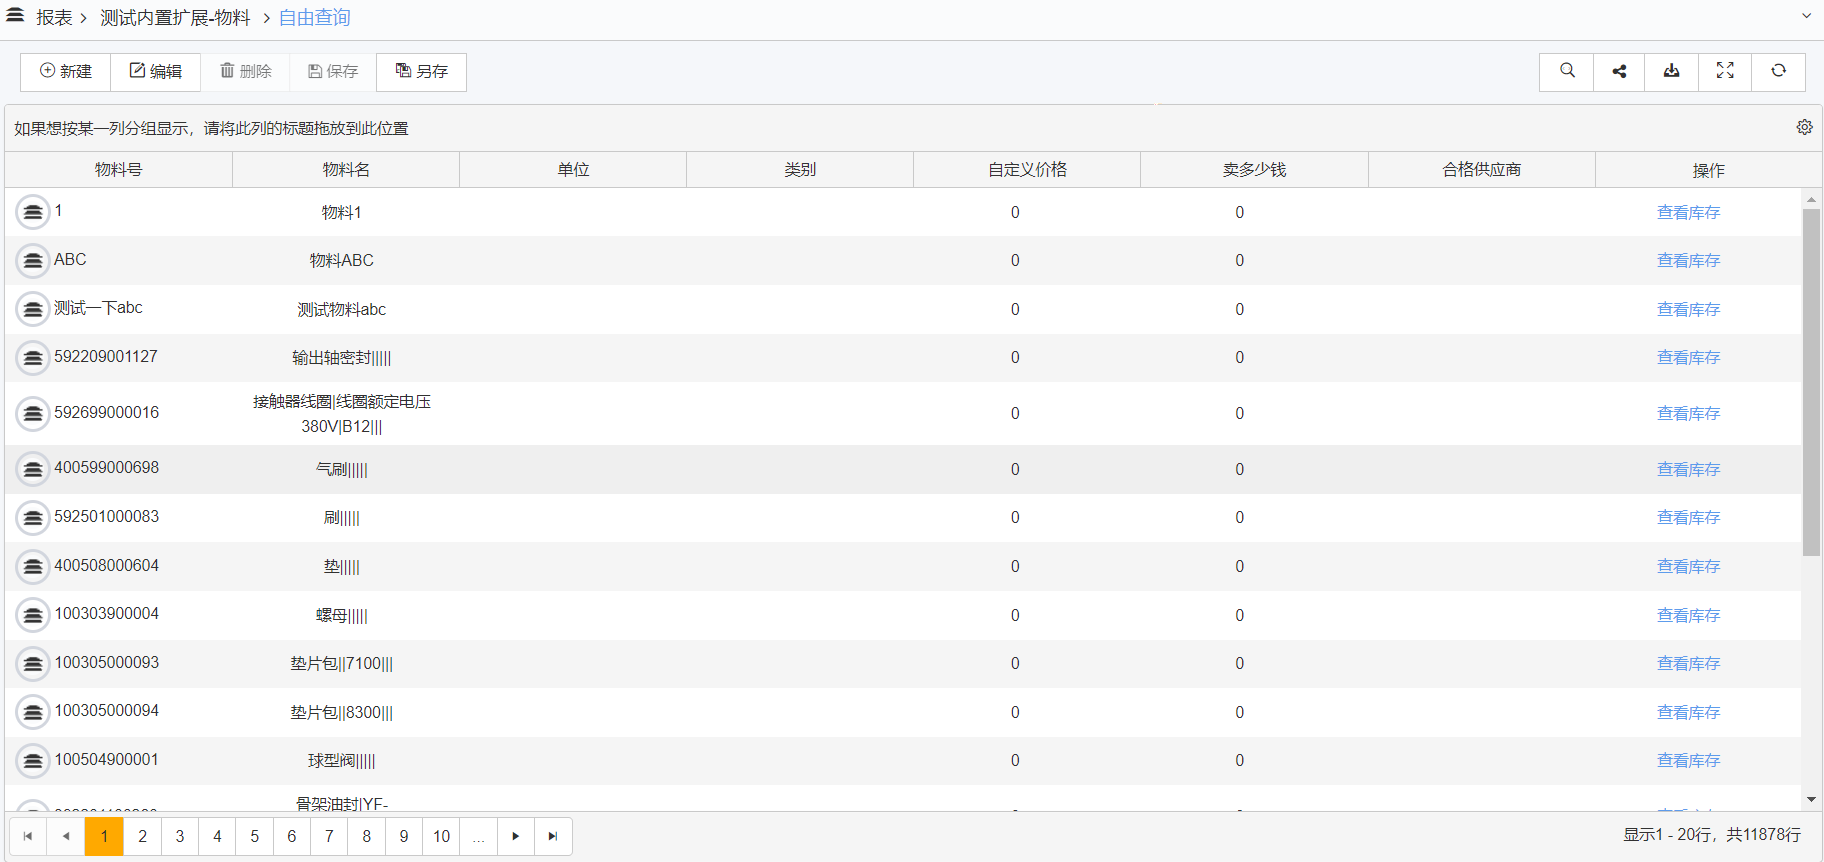 报表 > 测试内置扩展-物料 > 自由查询
新建 编辑 删除 保存 另存
如果想按某一列分组显示，请将此列的标题拖放到此位置
物料号 物料名 单位 类别 自定义价格 卖多少钱 合格供应商 操作
1 物料1 0 0 查看库存
ABC 物料ABC 0 0 查看库存
测试一下abc 测试物料abc 0 0 查看库存
592209001127 输出轴密封||||| 0 0 查看库存
592699000016 接触器线圈|线圈额定电压
380V|B12||| 0 0 查看库存
400599000698 气刷||||| 0 0 查看库存
592501000083 刷||||| 0 0 查看库存
400508000604 垫||||| 0 0 查看库存
100303900004 螺母||||| 0 0 查看库存
100305000093 垫片包||7100||| 0 0 查看库存
100305000094 垫片包||8300||| 0 0 查看库存
100504900001 球型阀||||| 0 0 查看库存
骨架油封|YF-
1 2 3 4 5 6 7 8 9 10 ... 显示1 - 20行，共11878行